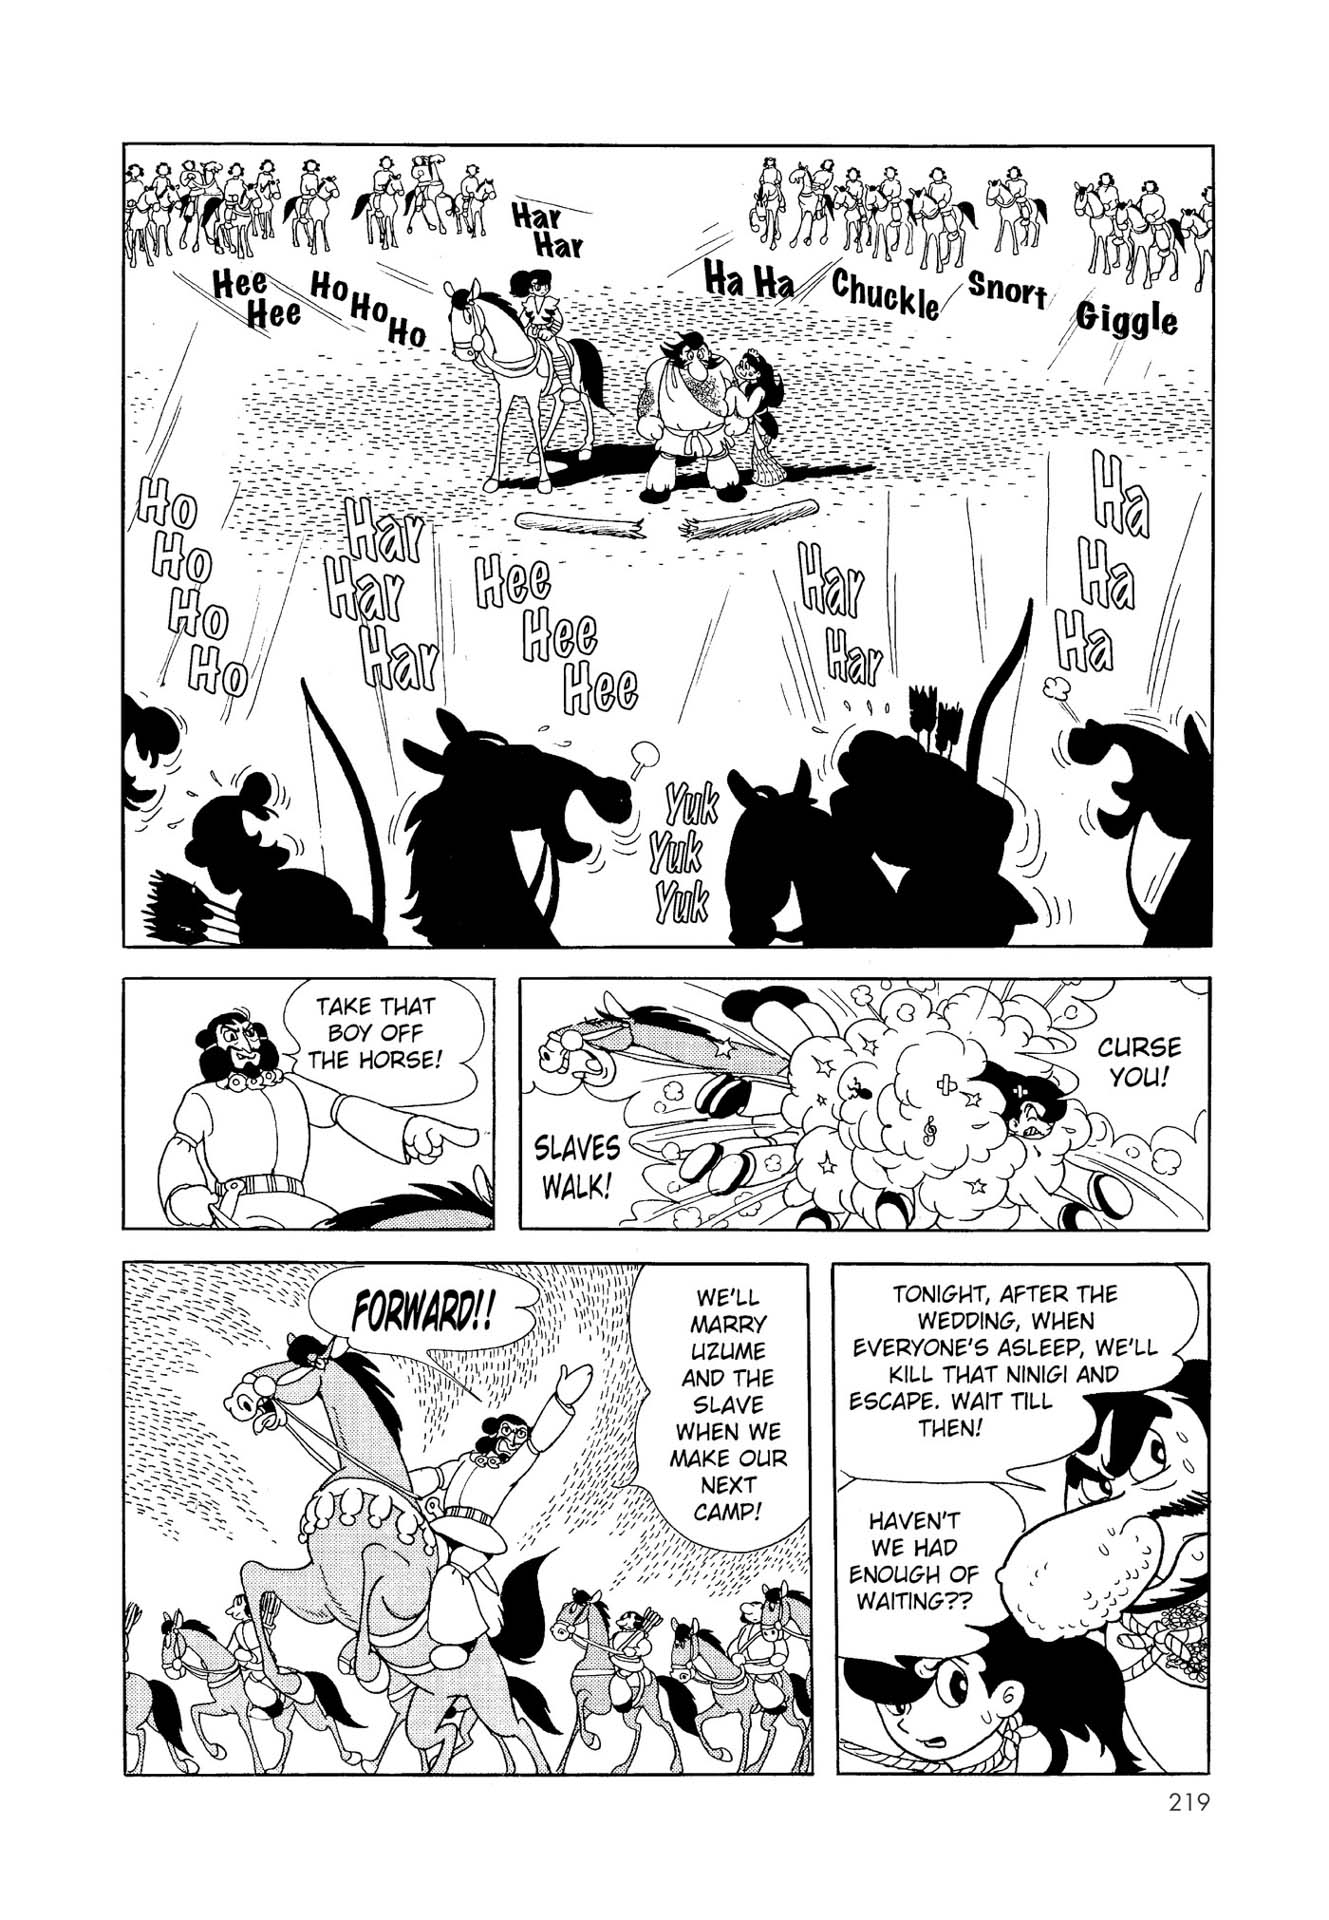 Har
Har
Hee
Hee
Ho
Ho
Ho
Ha Ha
Chuckle
Snort
Giggle
Ho
Ho
Ho
Ho
Har
Har
Har
Hee
Hee
Hee
Har
Har
Ha
Ha
Ha
Yuk
Yuk
Yuk
TAKE THAT
BOY OFF
THE HORSE!
SLAVES
WALK!
CURSE
YOU!
FORWARD!!
WE'LL
MARRY
UZUME
AND THE
SLAVE
WHEN WE
MAKE OUR
NEXT
CAMP!
TONIGHT, AFTER THE
WEDDING, WHEN
EVERYONE'S ASLEEP, WE'LL
KILL THAT NINIGI AND
ESCAPE. WAIT TILL
THEN!
HAVEN'T
WE HAD
ENOUGH OF
WAITING??
219